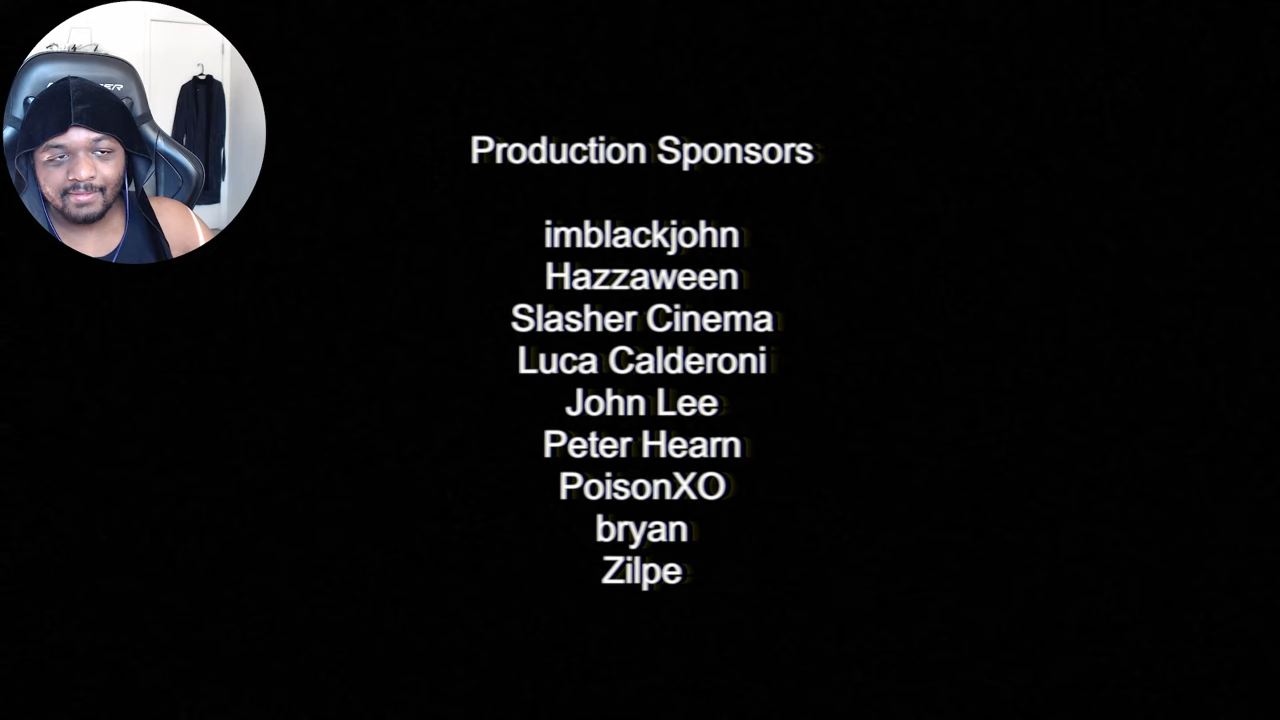 Production Sponsors
imblackjohn
Hazzaween
Slasher Cinema
Luca Calderoni
John Lee
Peter Hearn
PoisonXO
bryan
Zilpe